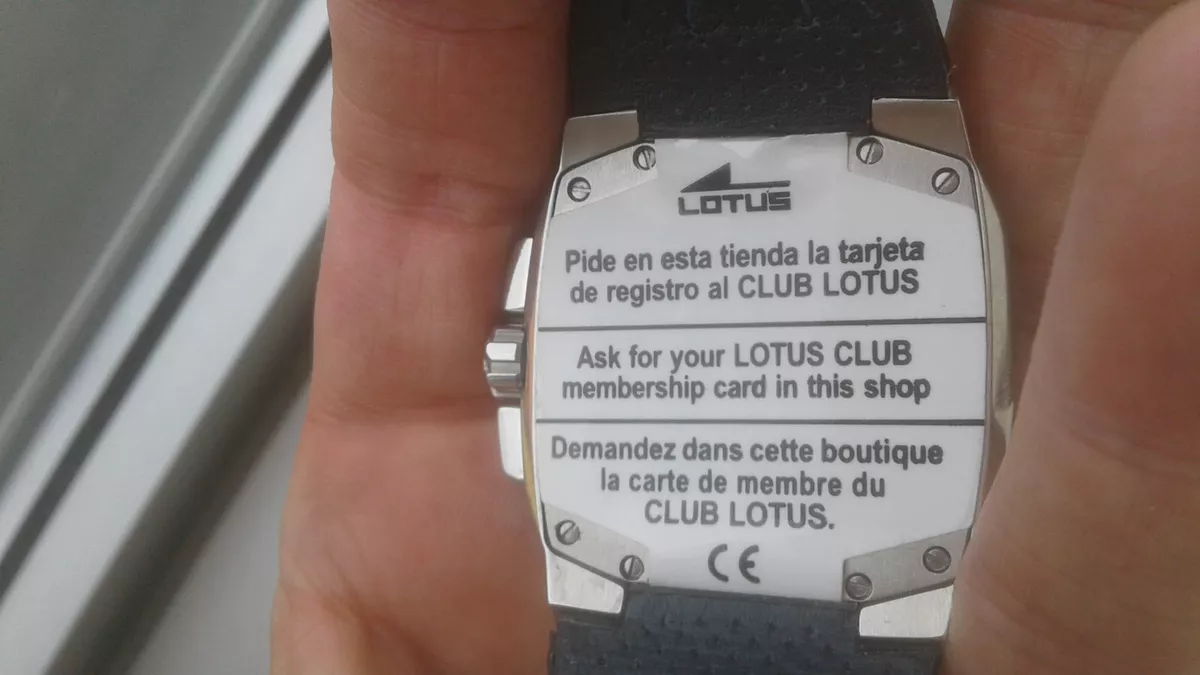 LOTUS
Pide en esta tienda la tarjeta
de registro al CLUB LOTUS
Ask for your LOTUS CLUB
membership card in this shop
Demandez dans cette boutique
la carte de membre du
CLUB LOTUS.
CE